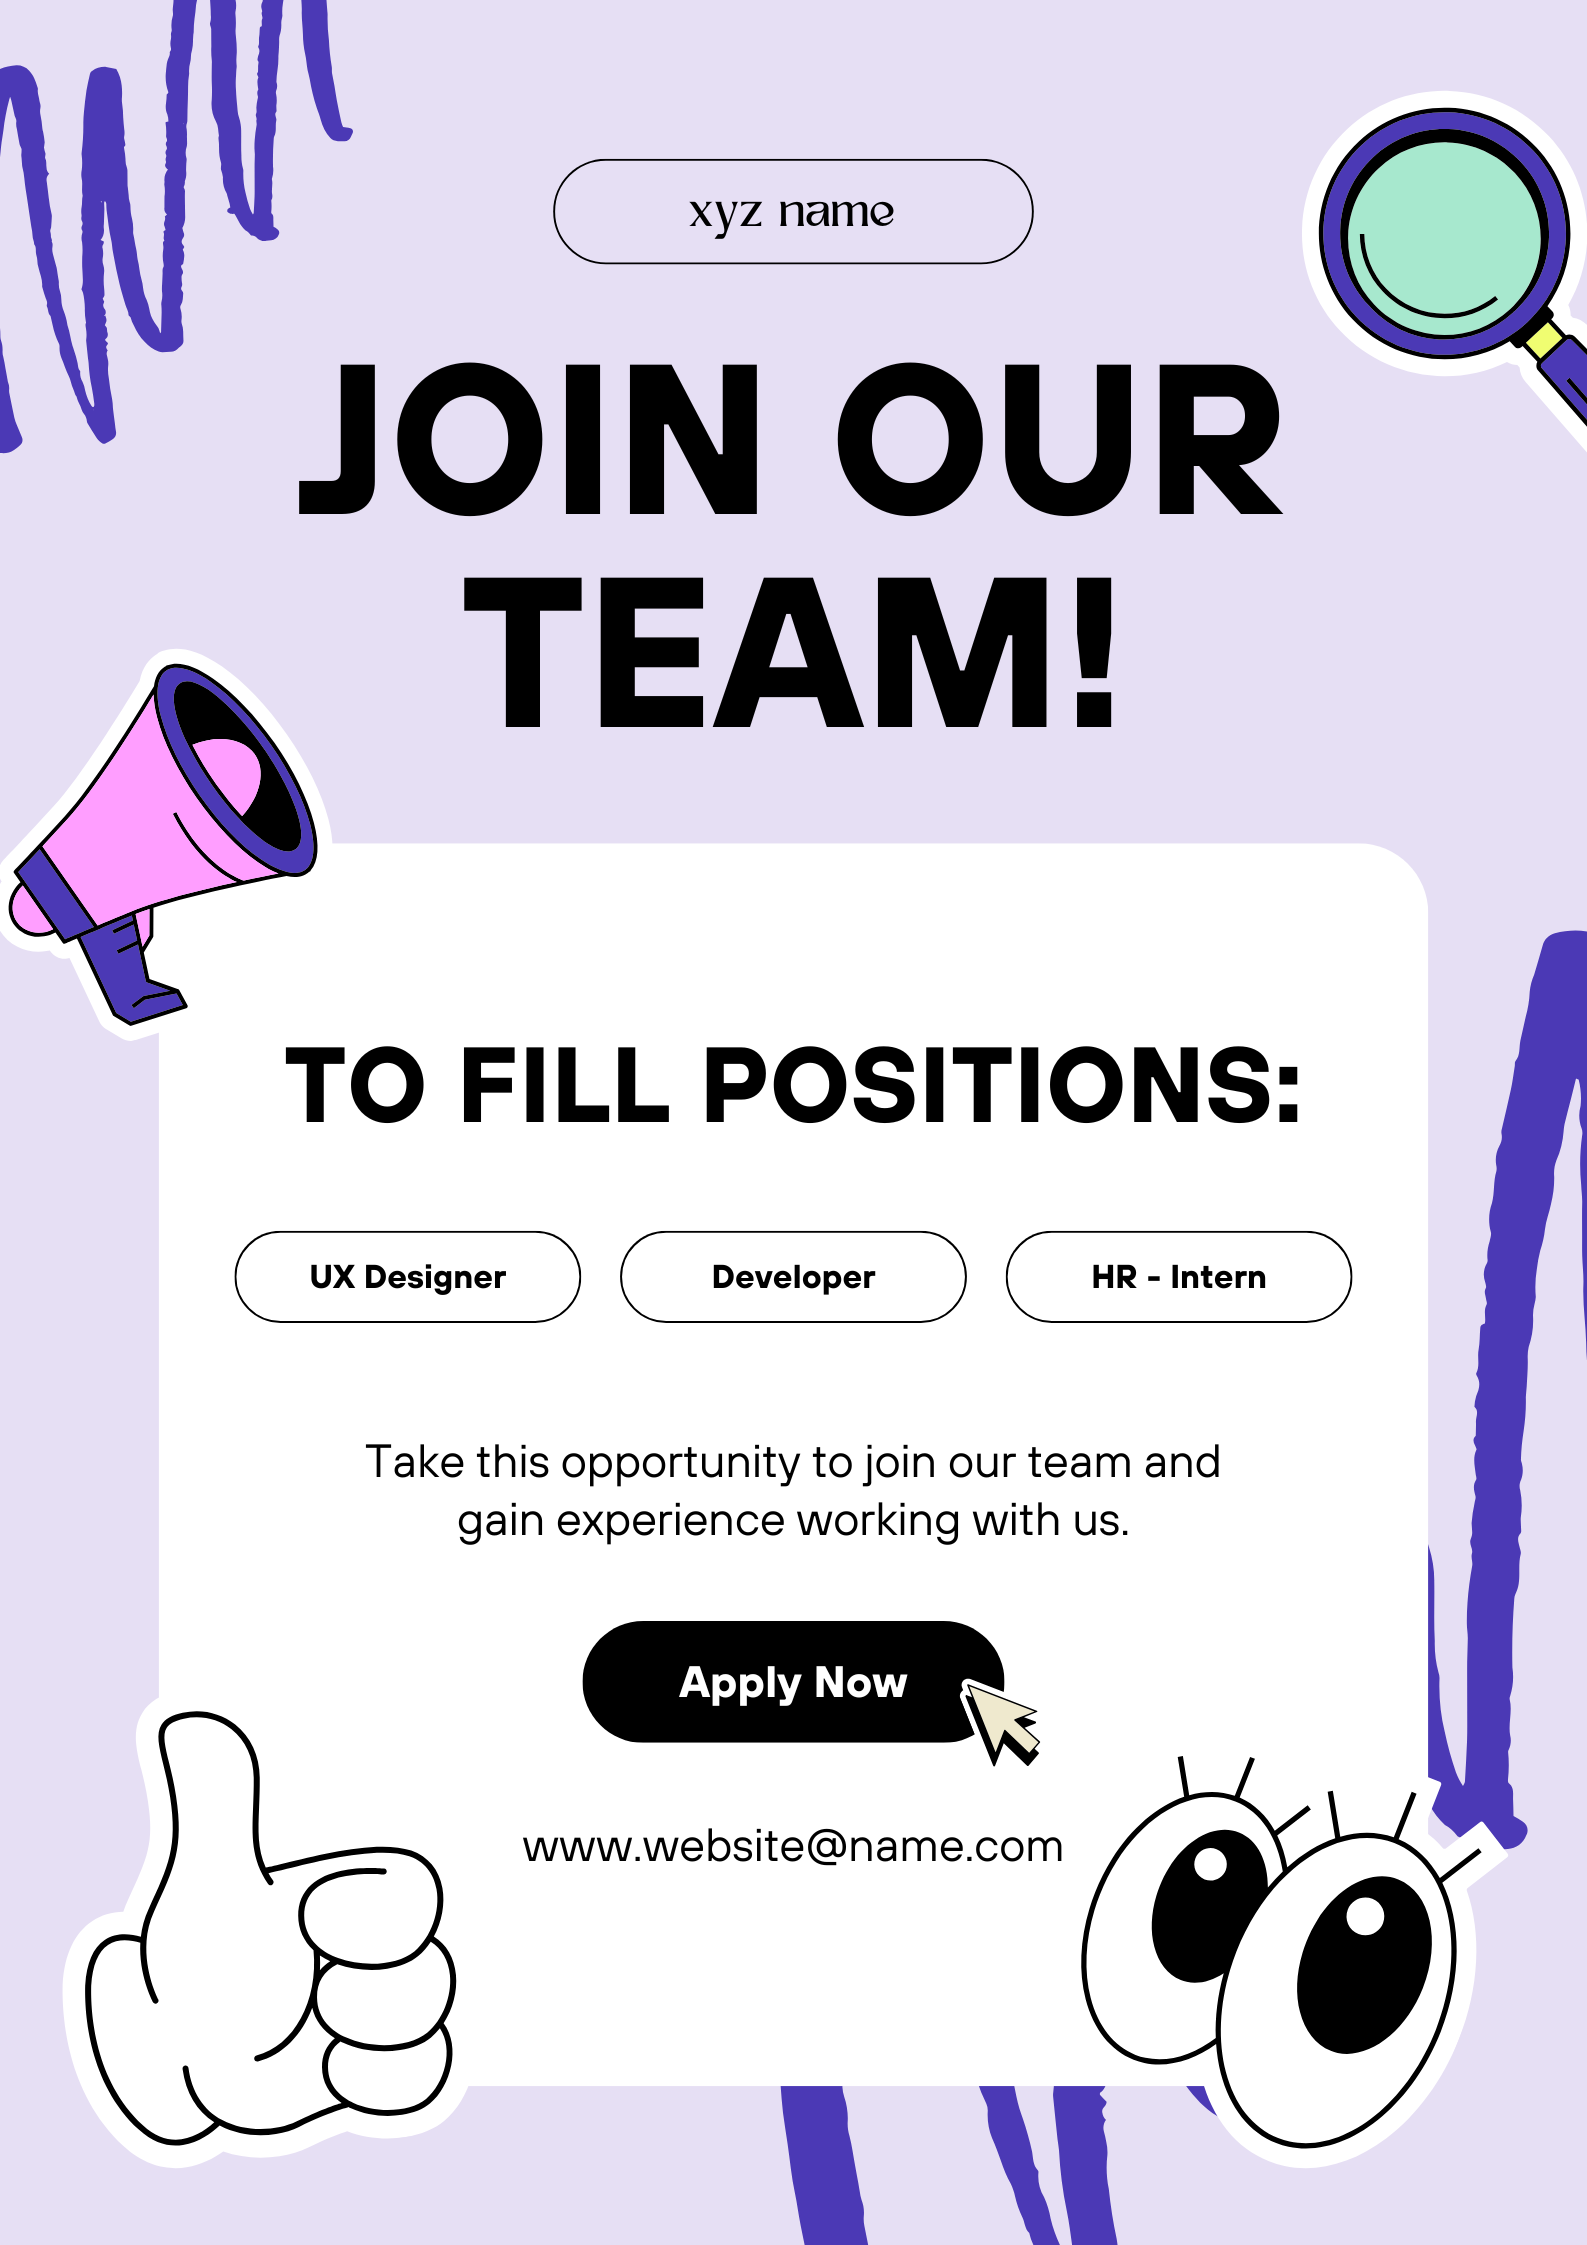 xyz name
JOIN OUR
TEAM!
TO FILL POSITIONS:
UX Designer
Developer
HR - Intern
Take this opportunity to join our team and
gain experience working with us.
Apply Now
www.website@name.com